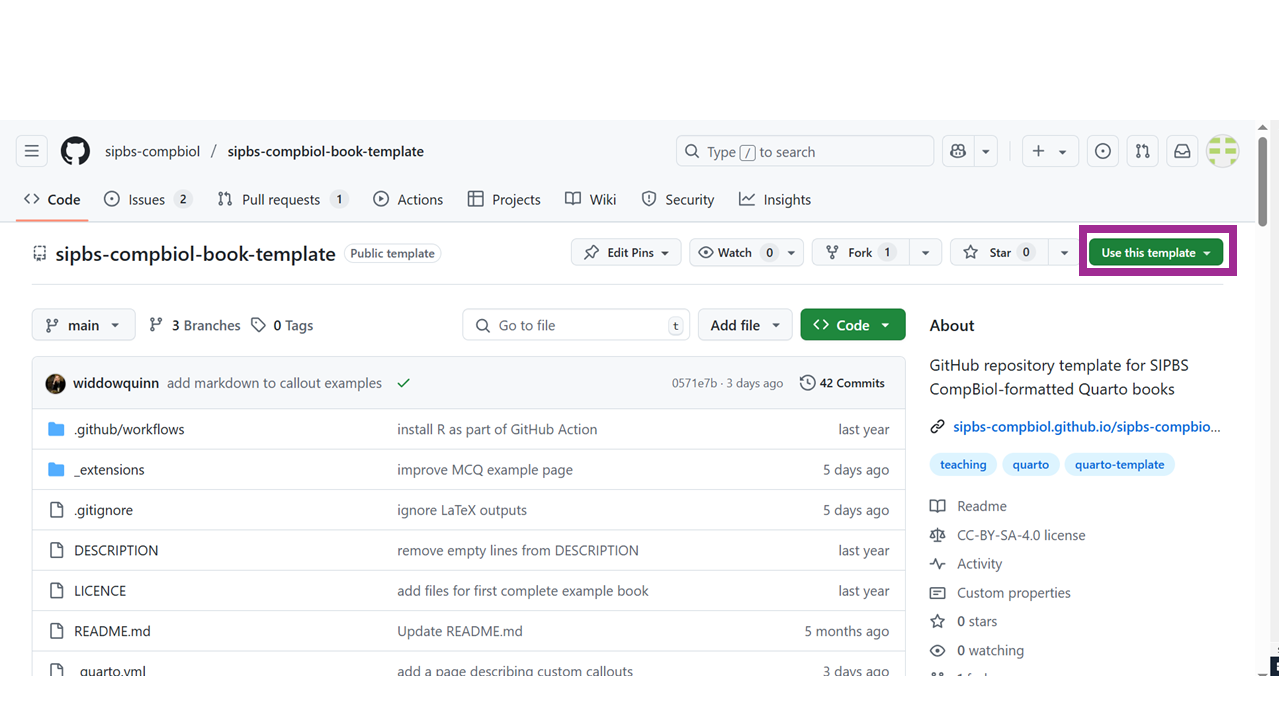 sipbs-compbiol / sipbs-compbiol-book-template Type / to search
Code Issues 2 Pull requests 1 Actions Projects Wiki Security Insights
sipbs-compbiol-book-template Public template Edit Pins Watch 0 Fork 1 Star 0 Use this template
main 3 Branches 0 Tags Go to file t Add file Code
widdowquinn add markdown to callout examples 0571e7b · 3 days ago 42 Commits
.github/workflows install R as part of GitHub Action last year
_extensions improve MCQ example page 5 days ago
.gitignore ignore LaTeX outputs 5 days ago
DESCRIPTION remove empty lines from DESCRIPTION last year
LICENCE add files for first complete example book last year
README.md Update README.md 5 months ago
_quarto.yml add a page describing custom callouts 3 days ago
About
GitHub repository template for SIPBS
CompBiol-formatted Quarto books
sipbs-compbiol.github.io/sipbs-compbio...
teaching quarto quarto-template
Readme
CC-BY-SA-4.0 license
Activity
Custom properties
0 stars
0 watching